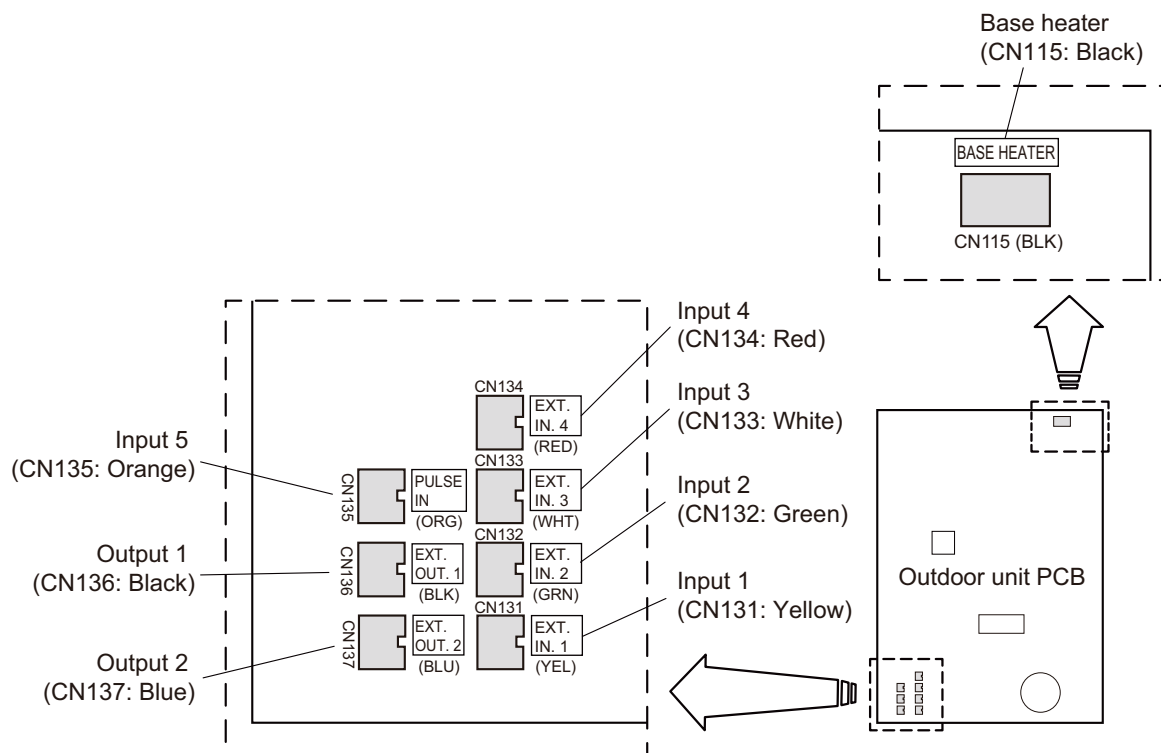 Base heater
(CN115: Black)
BASE HEATER
CN115 (BLK)
Input 4
(CN134: Red)
Input 3
(CN133: White)
Input 2
(CN132: Green)
Input 1
(CN131: Yellow)
Input 5
(CN135: Orange)
Output 1
(CN136: Black)
Output 2
(CN137: Blue)
CN134
EXT.
IN. 4
(RED)
CN133
EXT.
IN. 3
(WHT)
CN132
EXT.
IN. 2
(GRN)
CN131
EXT.
IN. 1
(YEL)
CN135
PULSE
IN
(ORG)
CN136
EXT.
OUT. 1
(BLK)
CN137
EXT.
OUT. 2
(BLU)
Outdoor unit PCB